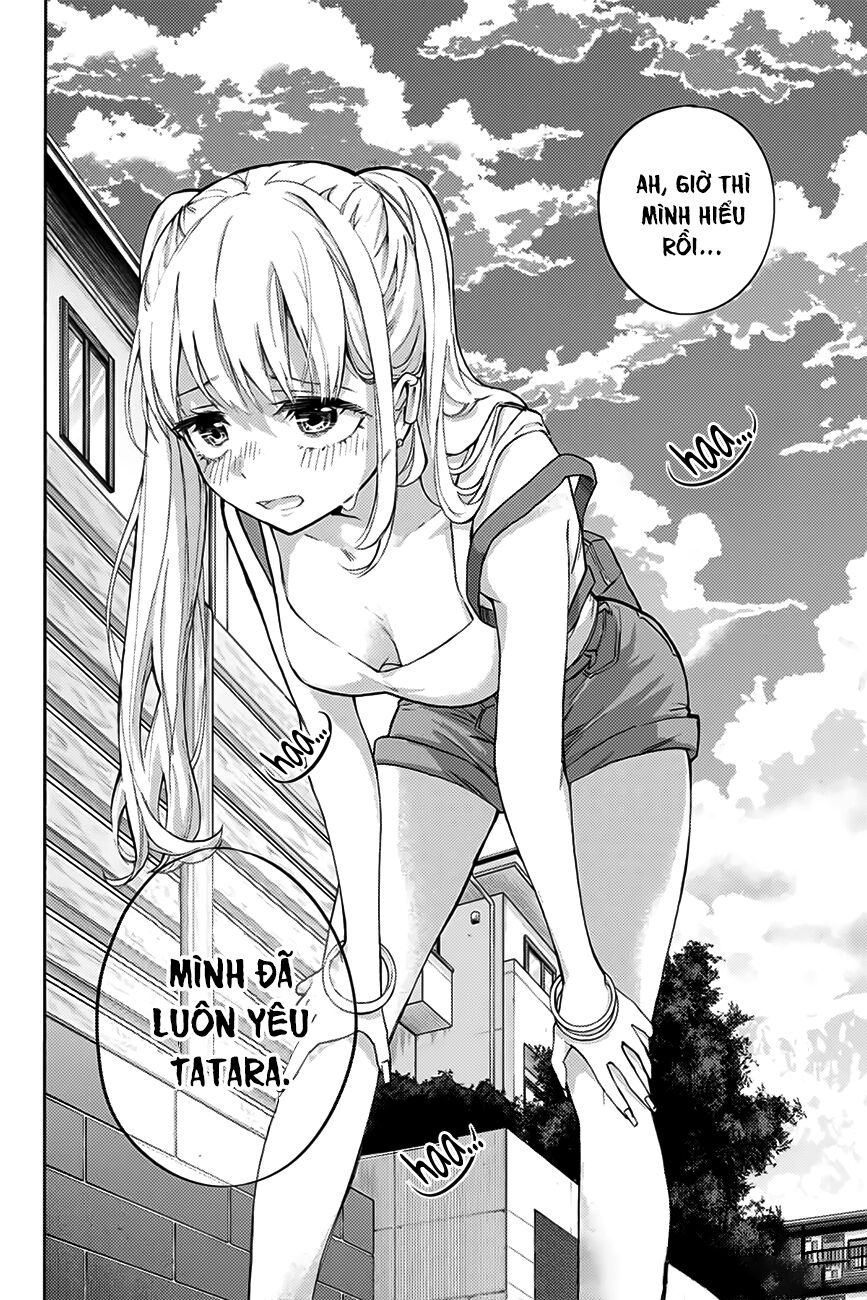 AH, GIỜ THÌ
MÌNH HIỂU
RỒI...
haa...
haa...
MÌNH ĐÃ
LUÔN YÊU
TATARA.
haa...